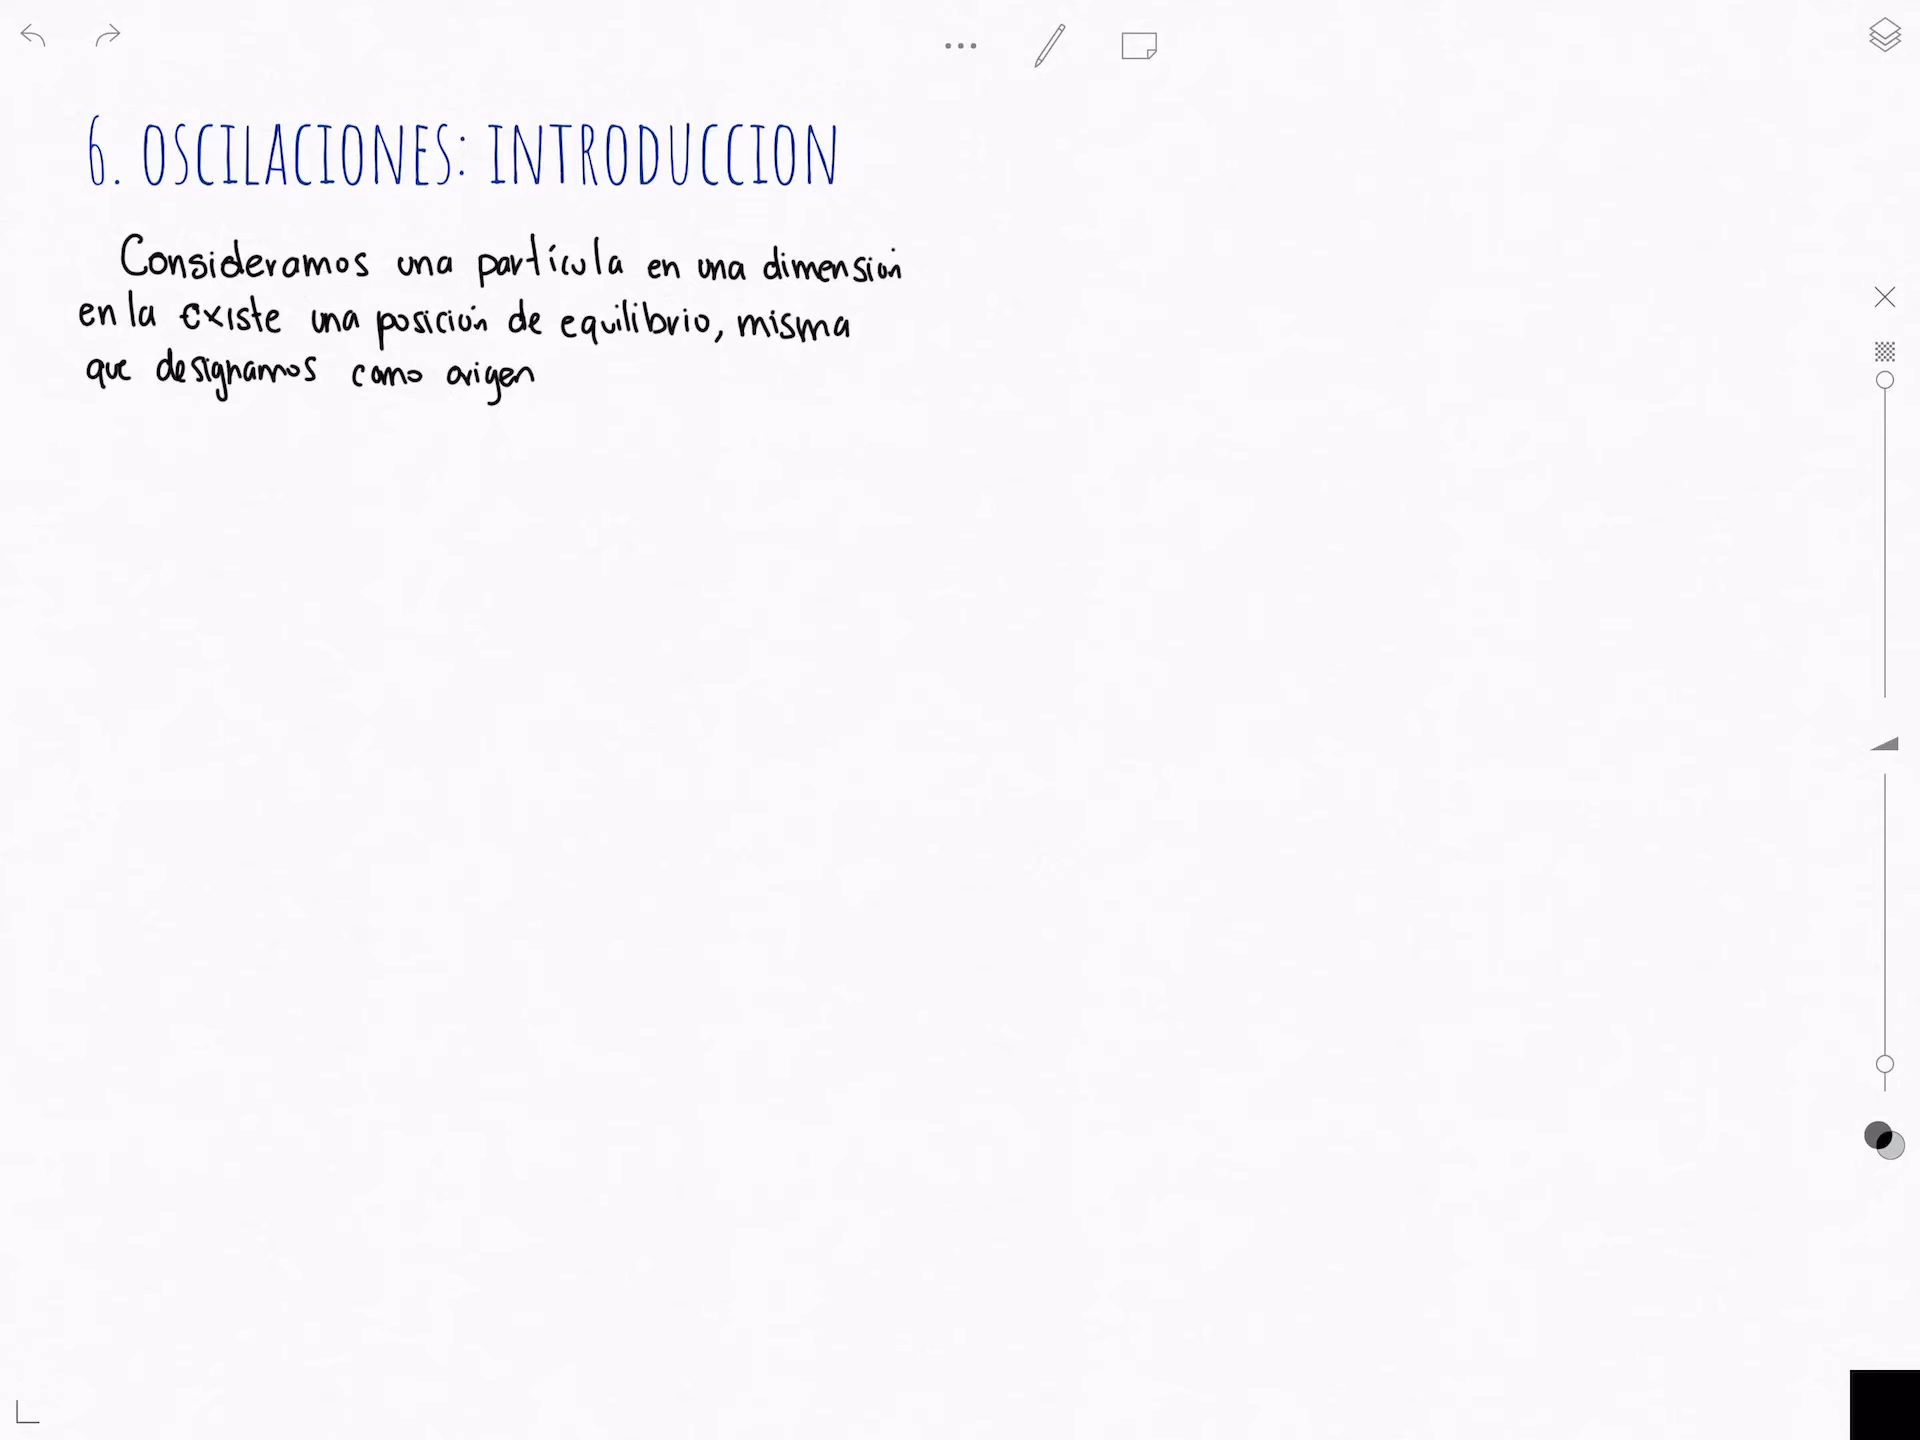 6. OSCILACIONES: INTRODUCCION
Consideramos una partícula en una dimensión
en la existe una posición de equilibrio, misma
que designamos como origen